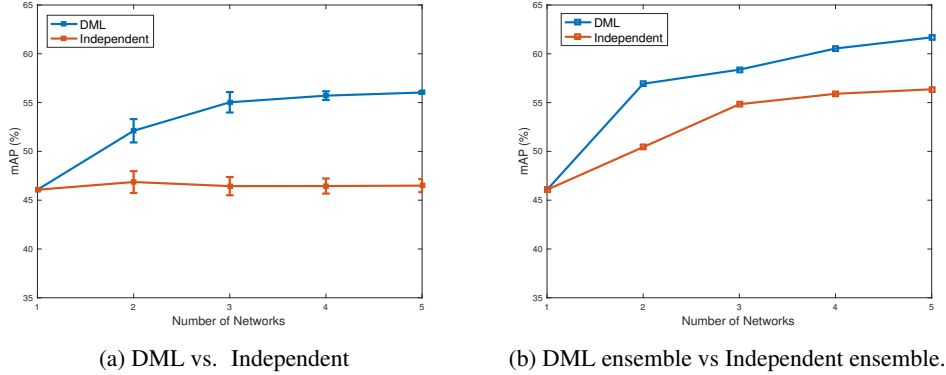 65
60
55
50
45
40
35
mAP (%)
DML
Independent
1 2 3 4 5
Number of Networks
(a) DML vs. Independent
65
60
55
50
45
40
35
mAP (%)
DML
Independent
1 2 3 4 5
Number of Networks
(b) DML ensemble vs Independent ensemble.